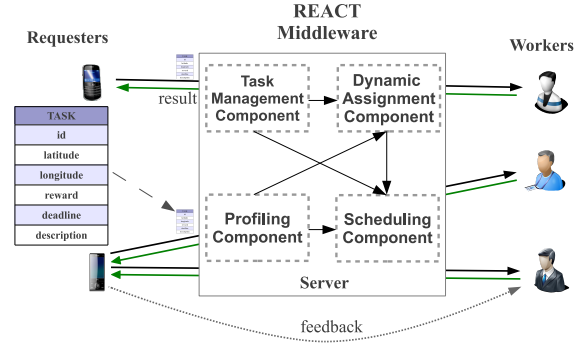 REACT
Middleware
Requesters
Workers
result
TASK
id
latitude
longitude
reward
deadline
description
Task
Management
Component
Dynamic
Assignment
Component
Profiling
Component
Scheduling
Component
Server
feedback